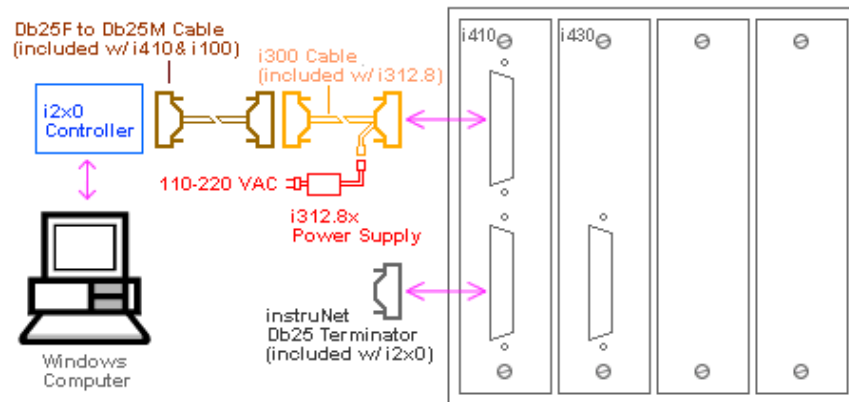 Db25F to Db25M Cable
(included w/ i410 & i100)
i300 Cable
(included w/ i312.8)
i410
i430
i2x0
Controller
110-220 VAC
i312.8x
Power Supply
instruNet
Db25 Terminator
(included w/ i2x0)
Windows
Computer